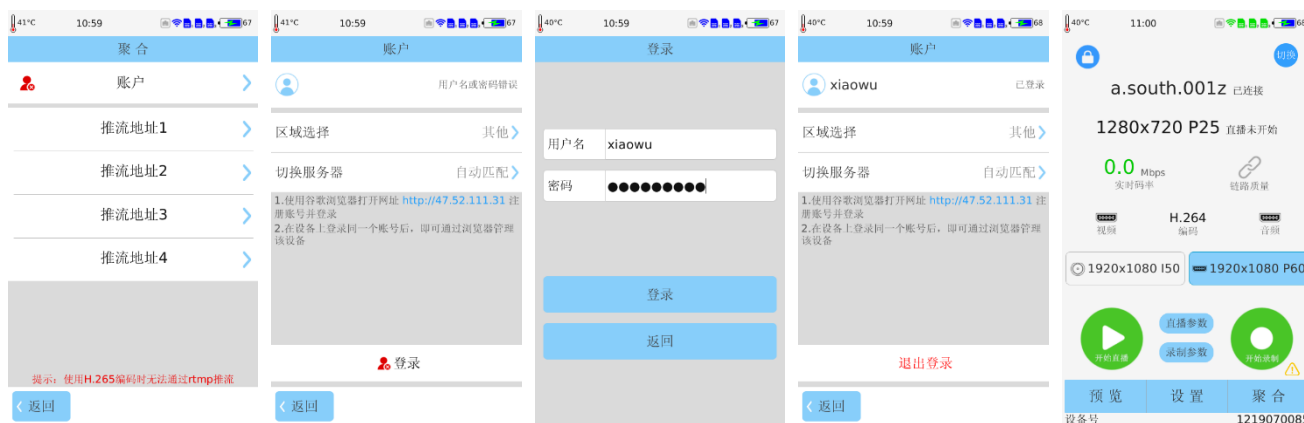 41°C 10:59 67
聚 合
账户
推流地址1
推流地址2
推流地址3
推流地址4
提示：使用H.265编码时无法通过rtmp推流
返回
41°C 10:59 67
账户
用户名或密码错误
区域选择 其他
切换服务器 自动匹配
1.使用谷歌浏览器打开网址 http://47.52.111.31 注
册账号并登录
2.在设备上登录同一个账号后，即可通过浏览器管理
该设备
登录
返回
40°C 10:59 67
登录
用户名 xiaowu
密码 ●●●●●●●●●
登录
返回
40°C 10:59 68
账户
xiaowu 已登录
区域选择 其他
切换服务器 自动匹配
1.使用谷歌浏览器打开网址 http://47.52.111.31 注
册账号并登录
2.在设备上登录同一个账号后，即可通过浏览器管理
该设备
退出登录
返回
40°C 11:00 68
切换
a.south.001z 已连接
1280x720 P25 直播未开始
0.0 Mbps
实时码率 链路质量
H.264
视频 编码 音频
1920x1080 I50 1920x1080 P60
直播参数
开始直播 录制参数 开始录制
预 览 设 置 聚 合
设备号 1219070085